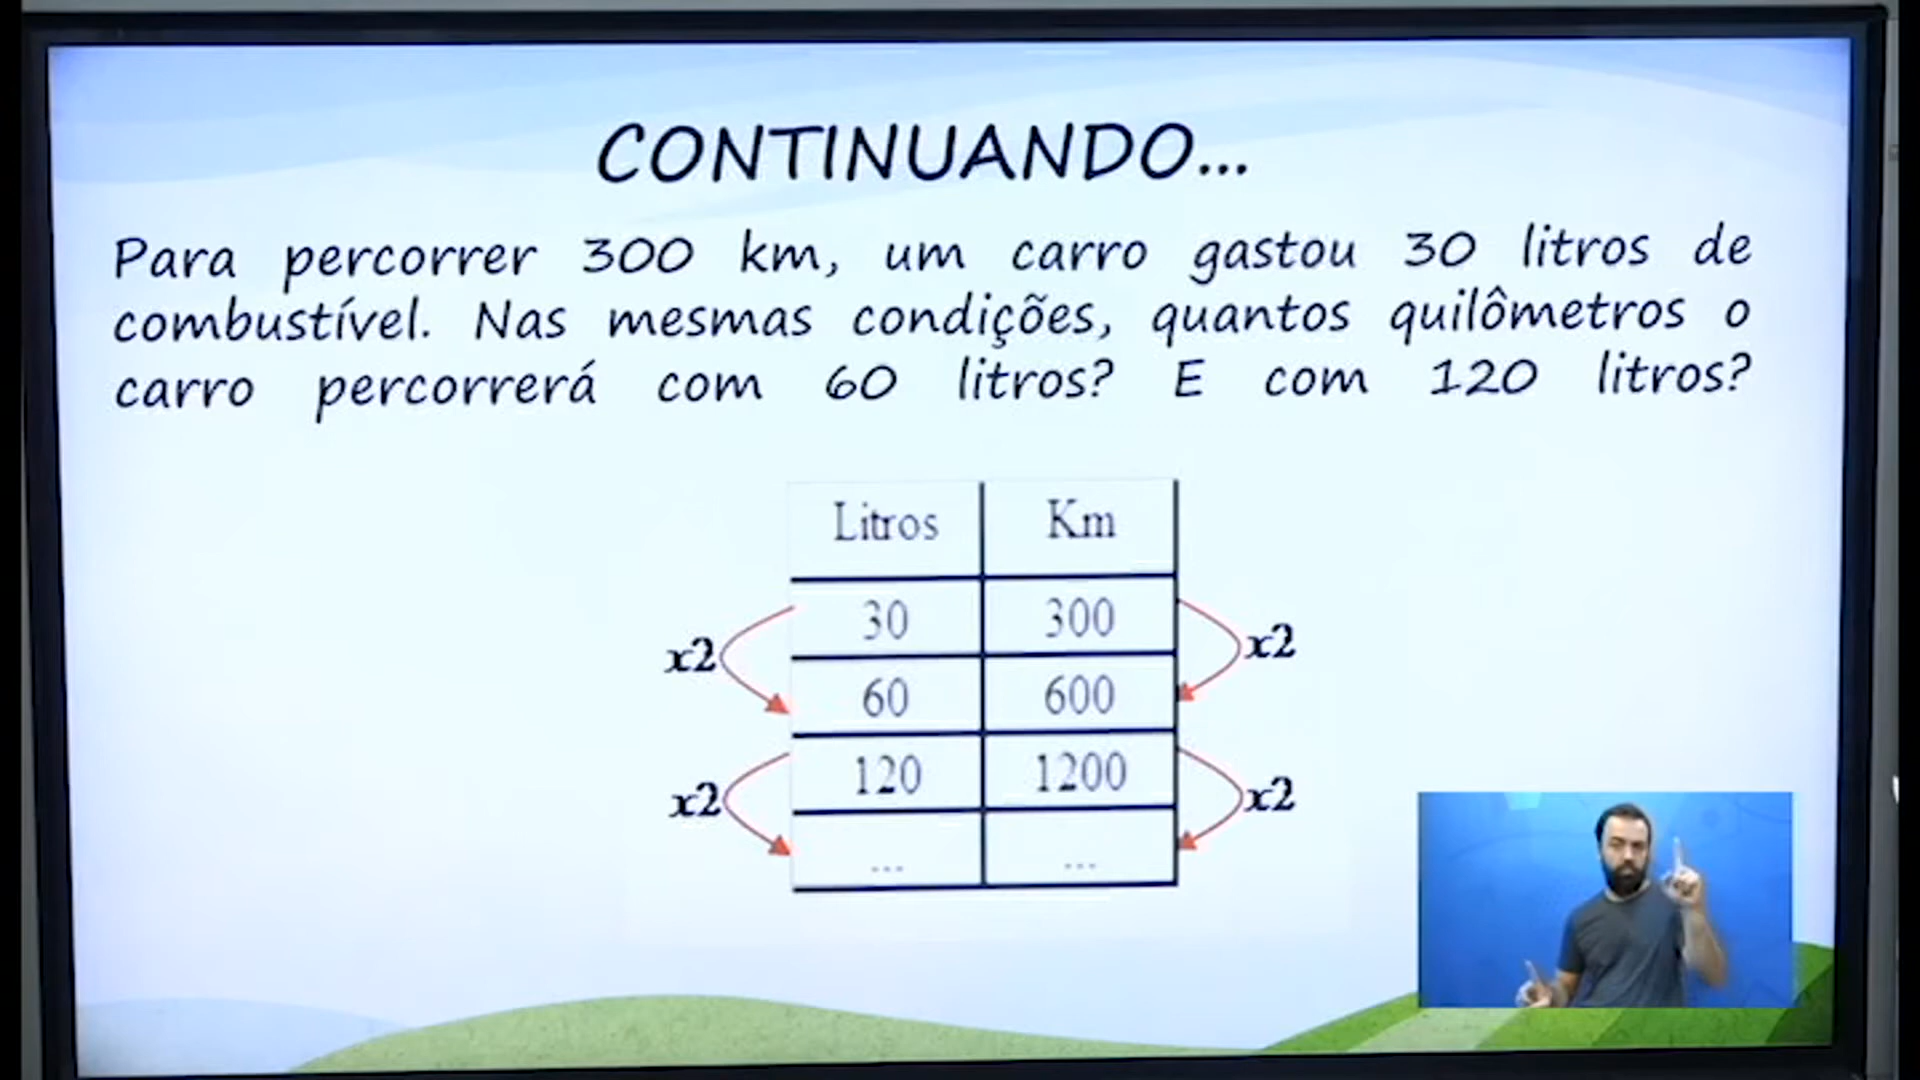 CONTINUANDO...
Para percorrer 300 km, um carro gastou 30 litros de
combustível. Nas mesmas condições, quantos quilômetros o
carro percorrerá com 60 litros? E com 120 litros?
Litros Km
30 300
x2 x2
60 600
120 1200
x2 x2
... ...